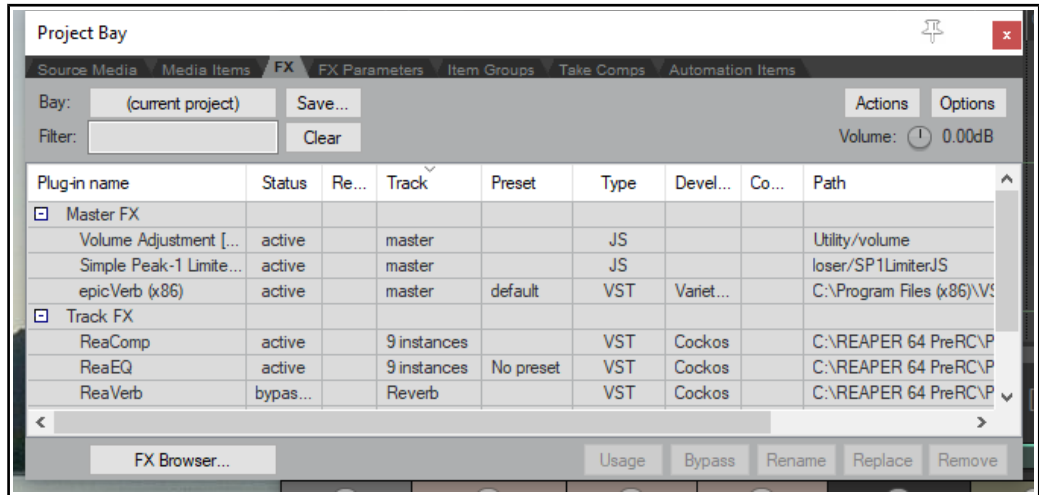 Project Bay
Source Media Media Items FX FX Parameters Item Groups Take Comps Automation Items
Bay: (current project) Save... Actions Options
Filter: Clear Volume: 0.00dB
Plug-in name Status Re... Track Preset Type Devel... Co... Path
Master FX
Volume Adjustment [... active master JS Utility/volume
Simple Peak-1 Limite... active master JS loser/SP1LimiterJS
epicVerb (x86) active master default VST Variet... C:\Program Files (x86)\VS
Track FX
ReaComp active 9 instances VST Cockos C:\REAPER 64 PreRC\P
ReaEQ active 9 instances No preset VST Cockos C:\REAPER 64 PreRC\P
ReaVerb bypas... Reverb VST Cockos C:\REAPER 64 PreRC\P
FX Browser... Usage Bypass Rename Replace Remove